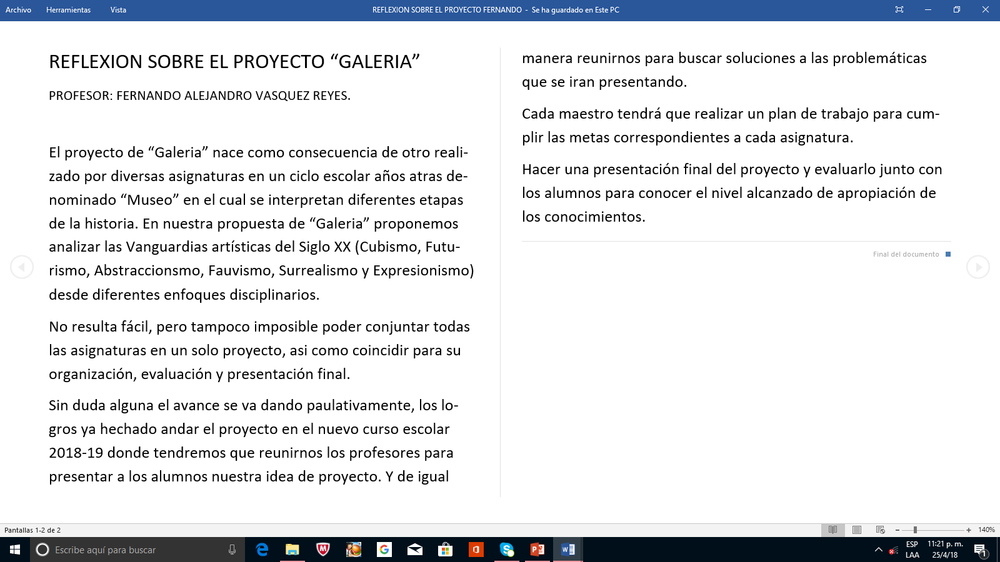 Archivo Herramientas Vista REFLEXION SOBRE EL PROYECTO FERNANDO - Se ha guardado en Este PC
REFLEXION SOBRE EL PROYECTO “GALERIA”
PROFESOR: FERNANDO ALEJANDRO VASQUEZ REYES.
El proyecto de “Galeria” nace como consecuencia de otro reali-
zado por diversas asignaturas en un ciclo escolar años atras de-
nominado “Museo” en el cual se interpretan diferentes etapas
de la historia. En nuestra propuesta de “Galeria” proponemos
analizar las Vanguardias artísticas del Siglo XX (Cubismo, Futu-
rismo, Abstraccionsmo, Fauvismo, Surrealismo y Expresionismo)
desde diferentes enfoques disciplinarios.
No resulta fácil, pero tampoco imposible poder conjuntar todas
las asignaturas en un solo proyecto, asi como coincidir para su
organización, evaluación y presentación final.
Sin duda alguna el avance se va dando paulativamente, los lo-
gros ya hechado andar el proyecto en el nuevo curso escolar
2018-19 donde tendremos que reunirnos los profesores para
presentar a los alumnos nuestra idea de proyecto. Y de igual
manera reunirnos para buscar soluciones a las problemáticas
que se iran presentando.
Cada maestro tendrá que realizar un plan de trabajo para cum-
plir las metas correspondientes a cada asignatura.
Hacer una presentación final del proyecto y evaluarlo junto con
los alumnos para conocer el nivel alcanzado de apropiación de
los conocimientos.
Final del documento
Pantallas 1-2 de 2
140%
Escribe aquí para buscar
ESP
LAA
11:21 p. m.
25/4/18
1